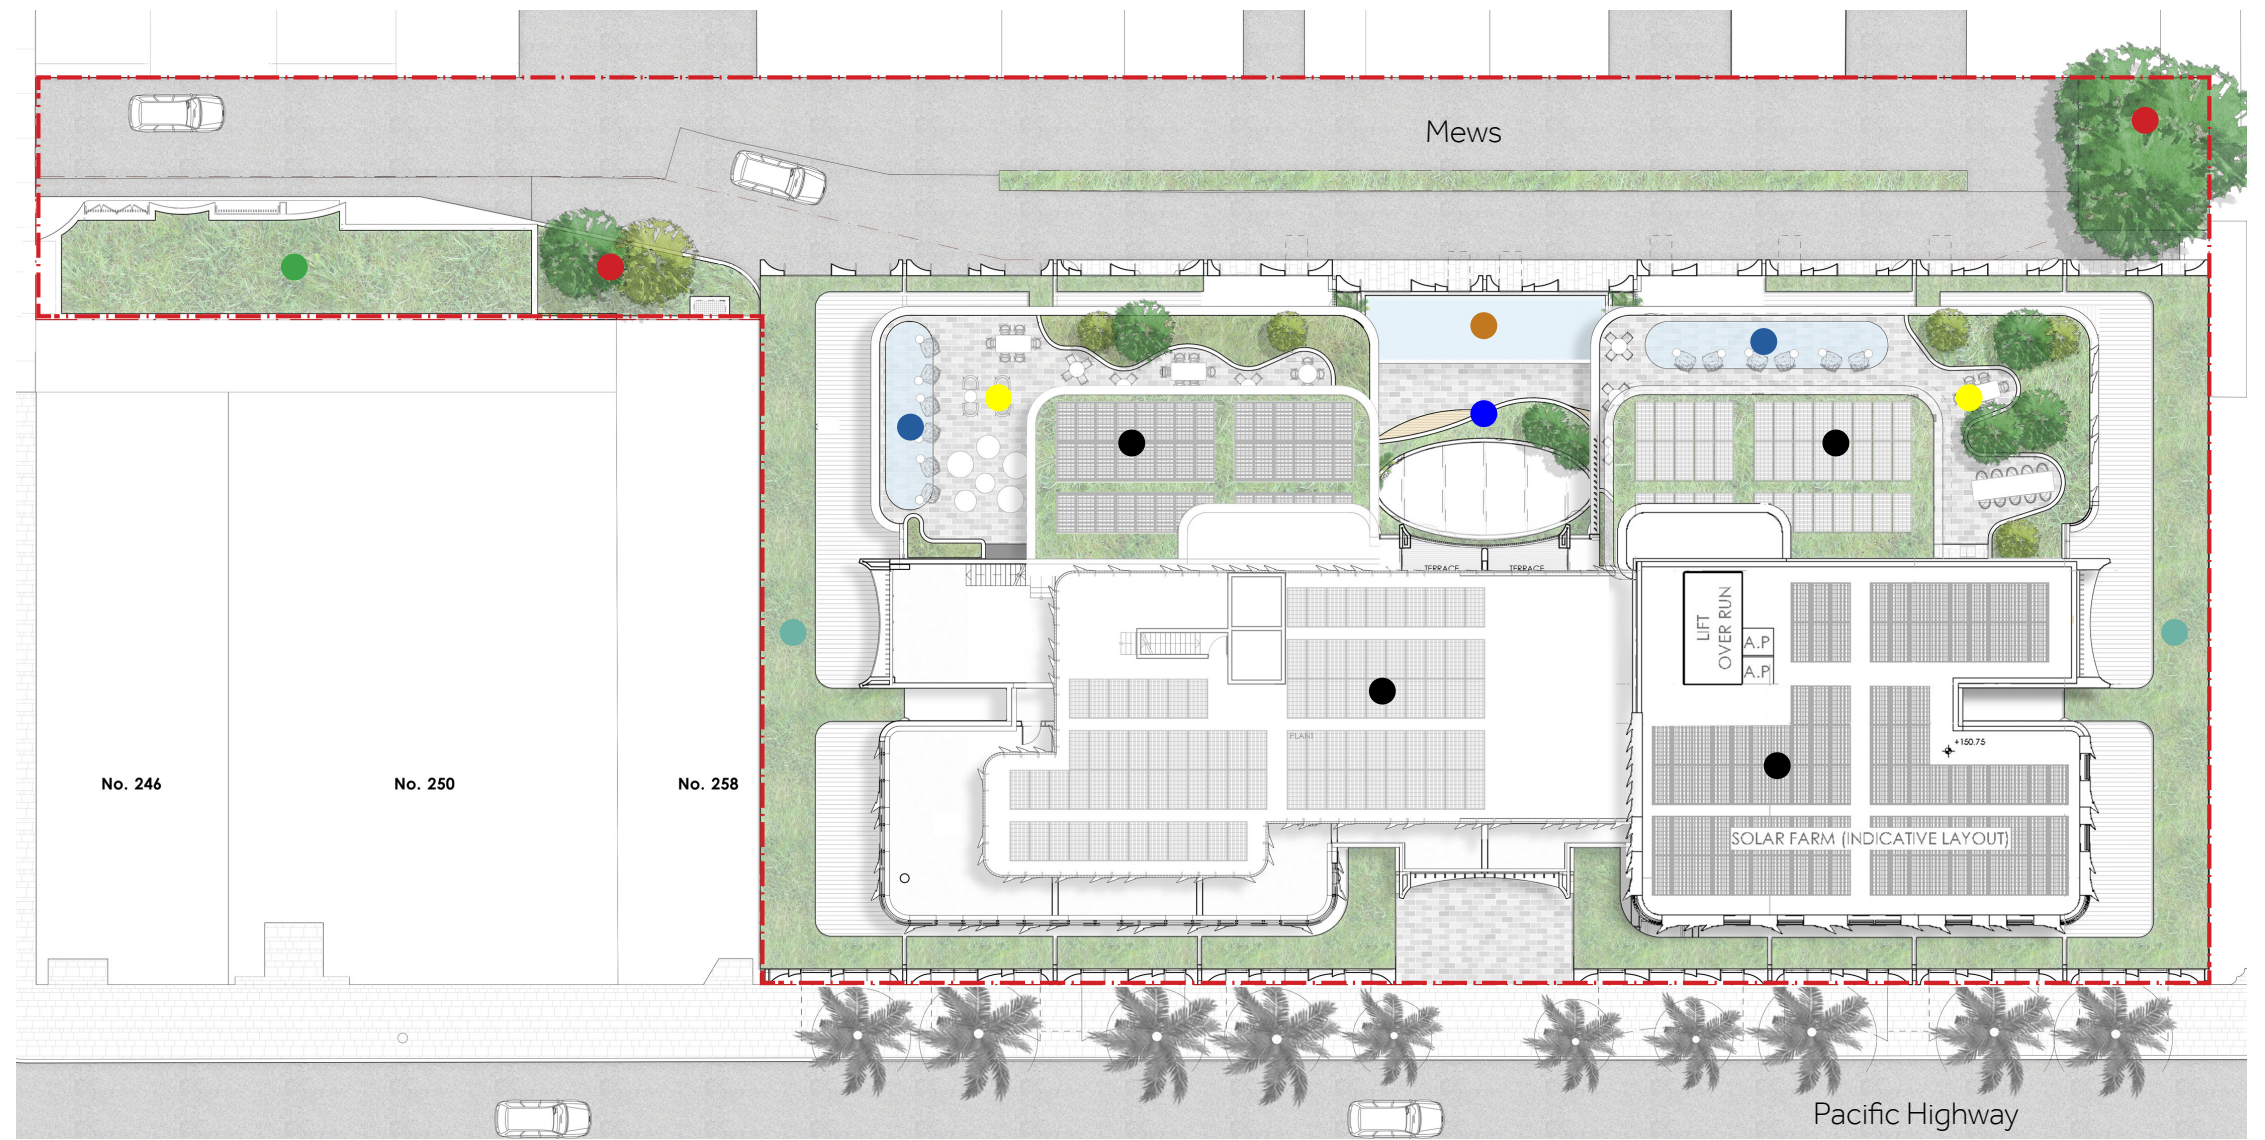 Mews
TERRACE
TERRACE
LIFT
OVER RUN
A.P
A.P
PLANT
+150.75
No. 246
No. 250
No. 258
SOLAR FARM (INDICATIVE LAYOUT)
Pacific Highway